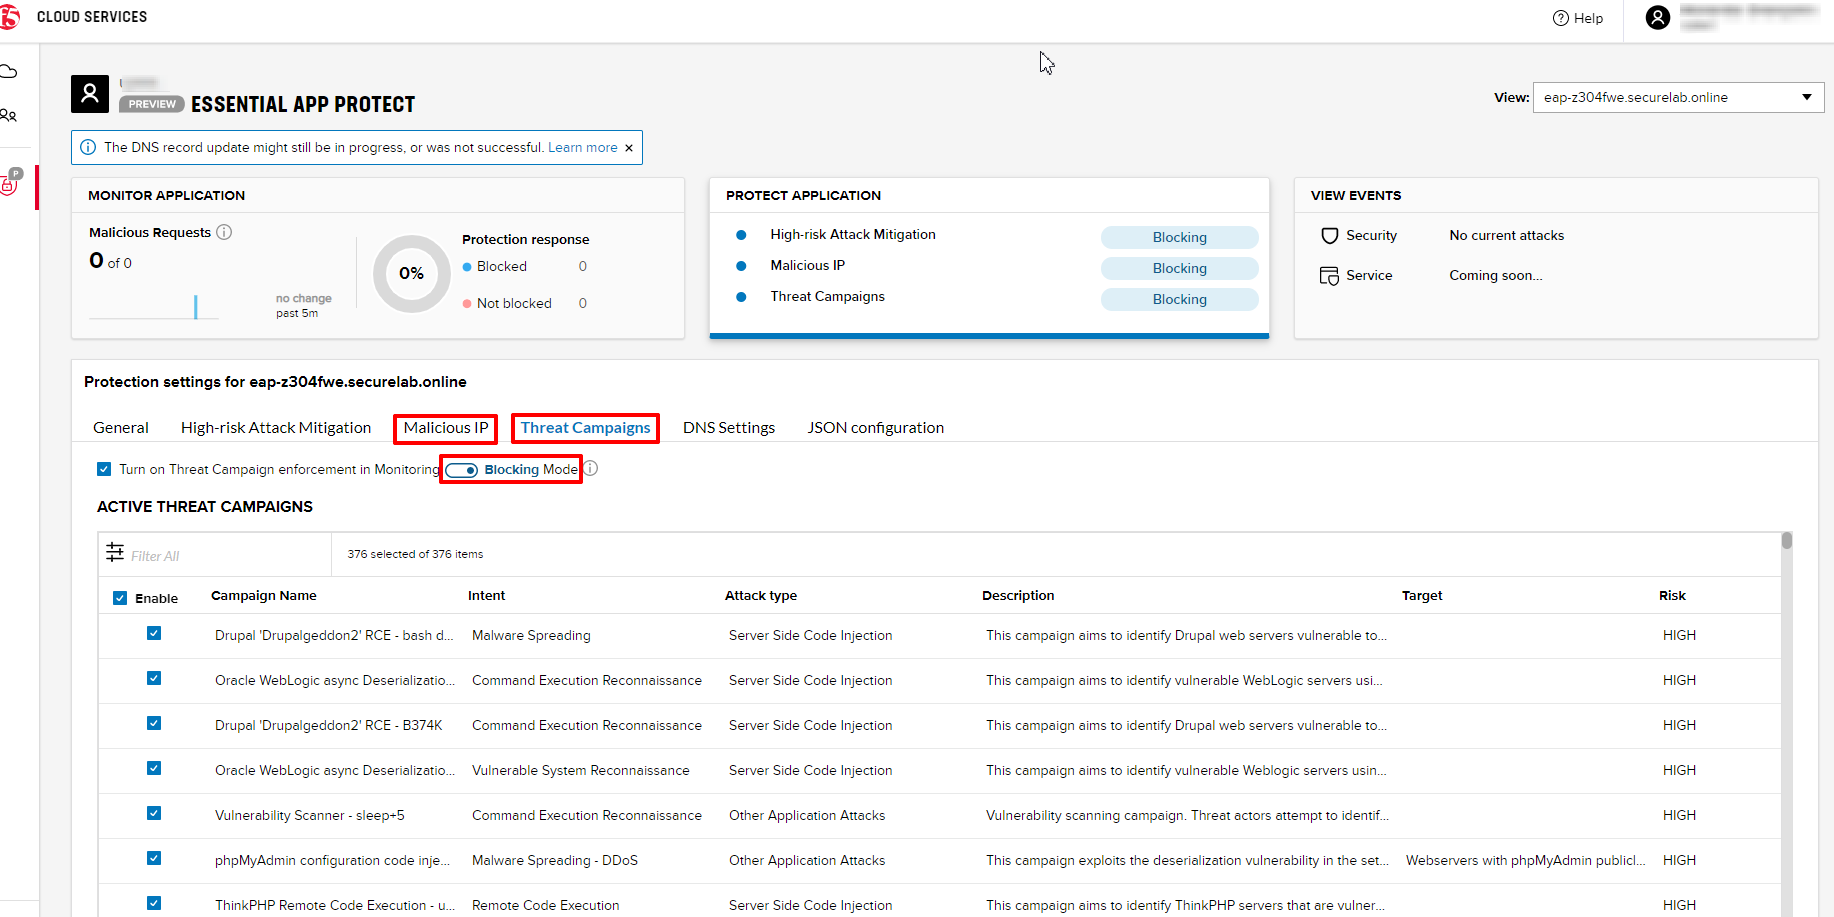 f5 CLOUD SERVICES
Help
PREVIEW ESSENTIAL APP PROTECT
View: eap-z304fwe.securelab.online
P
The DNS record update might still be in progress, or was not successful. Learn more ×
MONITOR APPLICATION
Malicious Requests
0 of 0
no change
past 5m
0%
Protection response
Blocked 0
Not blocked 0
PROTECT APPLICATION
High-risk Attack Mitigation Blocking
Malicious IP Blocking
Threat Campaigns Blocking
VIEW EVENTS
Security No current attacks
Service Coming soon...
Protection settings for eap-z304fwe.securelab.online
General High-risk Attack Mitigation Malicious IP Threat Campaigns DNS Settings JSON configuration
Turn on Threat Campaign enforcement in Monitoring Blocking Mode
ACTIVE THREAT CAMPAIGNS
Filter All 376 selected of 376 items
Enable Campaign Name Intent Attack type Description Target Risk
Drupal 'Drupalgeddon2' RCE - bash d... Malware Spreading Server Side Code Injection This campaign aims to identify Drupal web servers vulnerable to... HIGH
Oracle WebLogic async Deserializatio... Command Execution Reconnaissance Server Side Code Injection This campaign aims to identify vulnerable WebLogic servers usi... HIGH
Drupal 'Drupalgeddon2' RCE - B374K Command Execution Reconnaissance Server Side Code Injection This campaign aims to identify Drupal web servers vulnerable to... HIGH
Oracle WebLogic async Deserializatio... Vulnerable System Reconnaissance Server Side Code Injection This campaign aims to identify vulnerable Weblogic servers usin... HIGH
Vulnerability Scanner - sleep+5 Command Execution Reconnaissance Other Application Attacks Vulnerability scanning campaign. Threat actors attempt to identif... HIGH
phpMyAdmin configuration code inje... Malware Spreading - DDoS Other Application Attacks This campaign exploits the deserialization vulnerability in the set... Webservers with phpMyAdmin publicl... HIGH
ThinkPHP Remote Code Execution - u... Remote Code Execution Server Side Code Injection This campaign aims to identify ThinkPHP servers that are vulner... HIGH